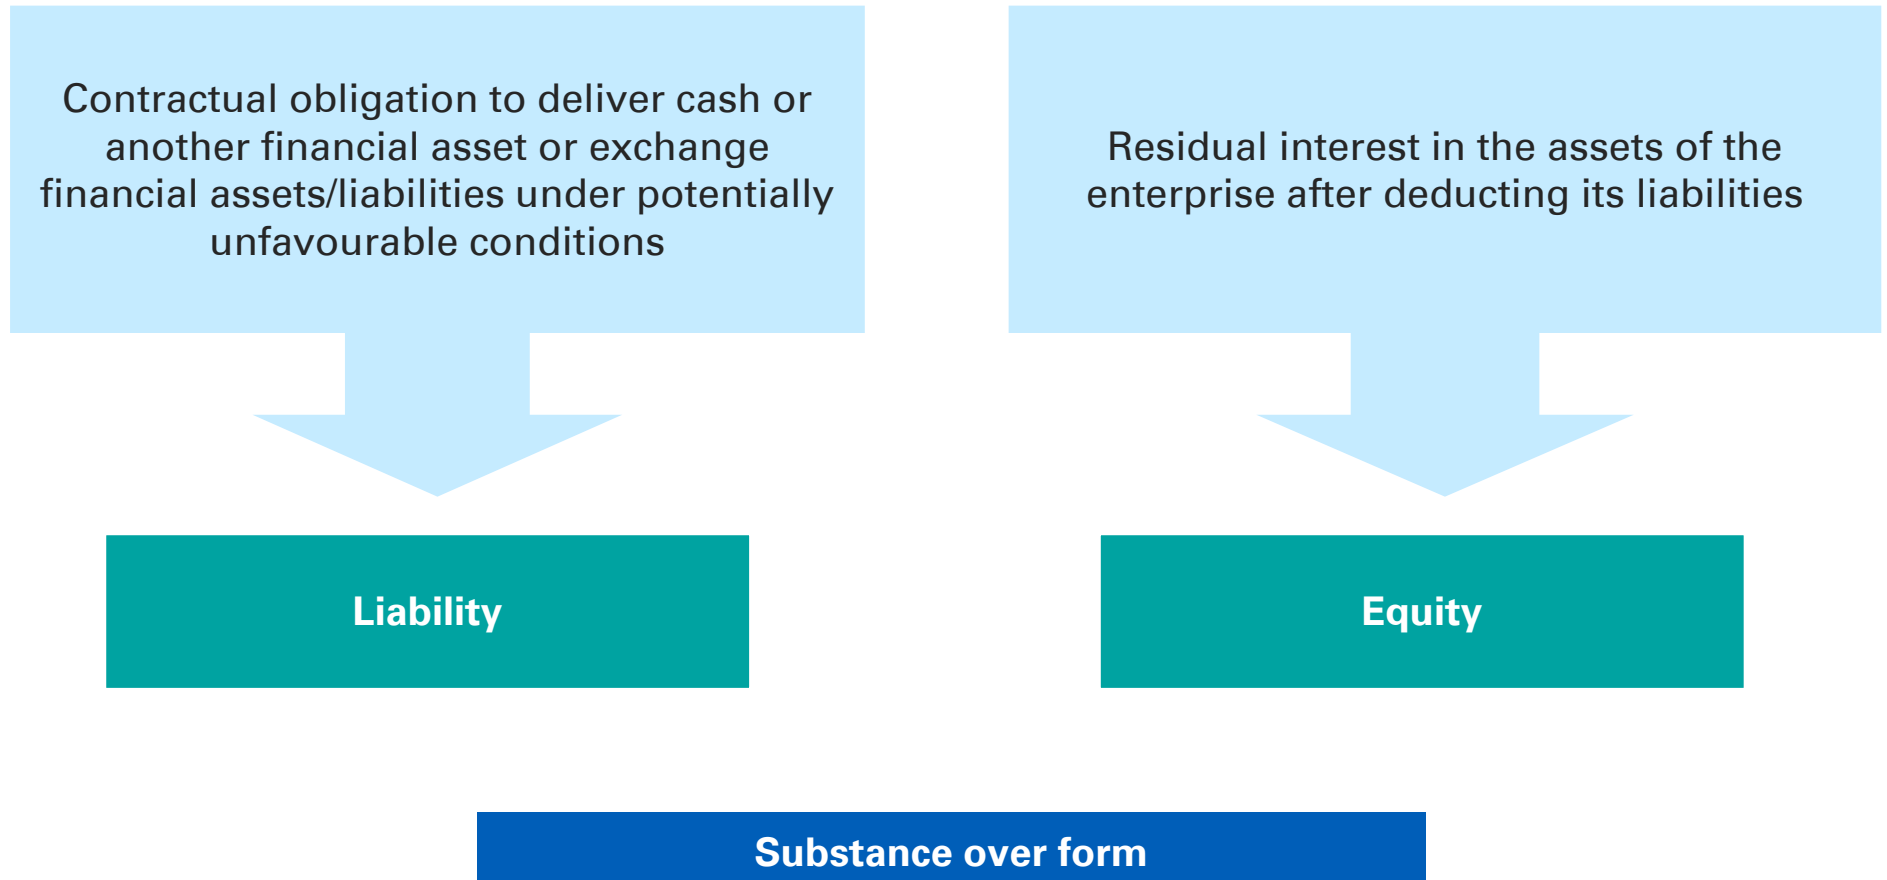 Contractual obligation to deliver cash or
another financial asset or exchange
financial assets/liabilities under potentially
unfavourable conditions
Residual interest in the assets of the
enterprise after deducting its liabilities
Liability
Equity
Substance over form